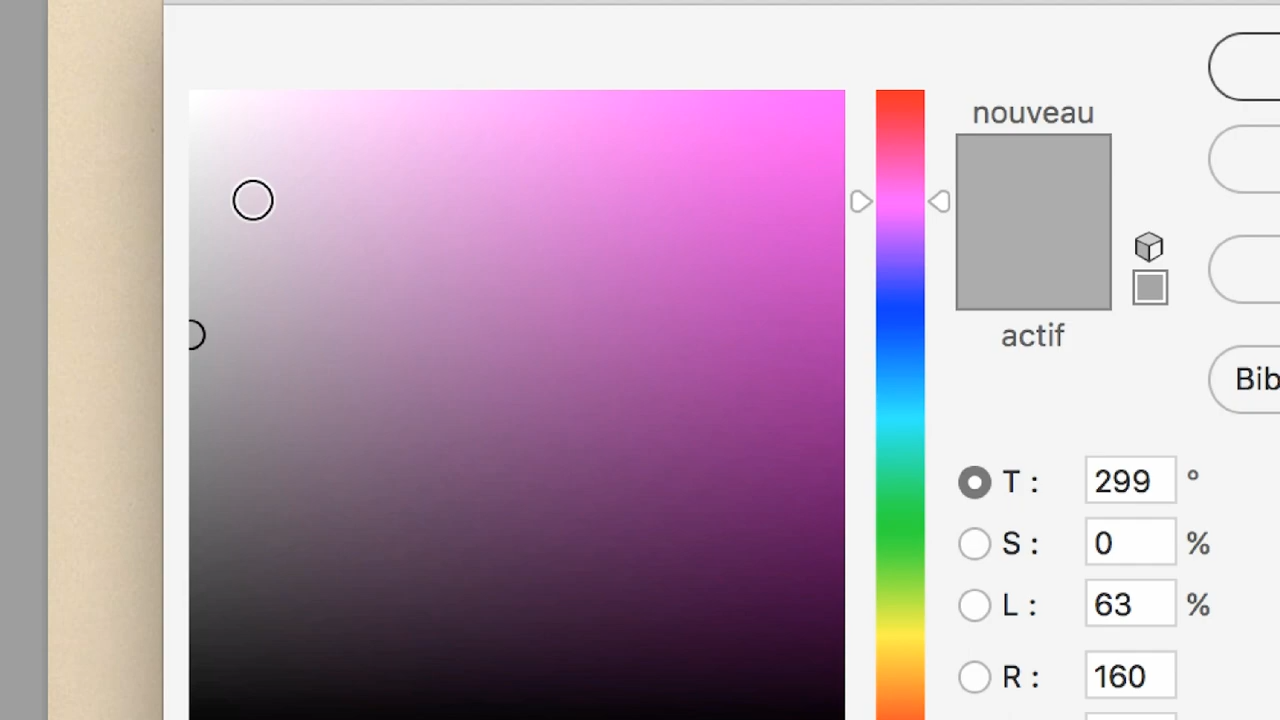 nouveau
actif
Bib
T : 299 °
S : 0 %
L : 63 %
R : 160